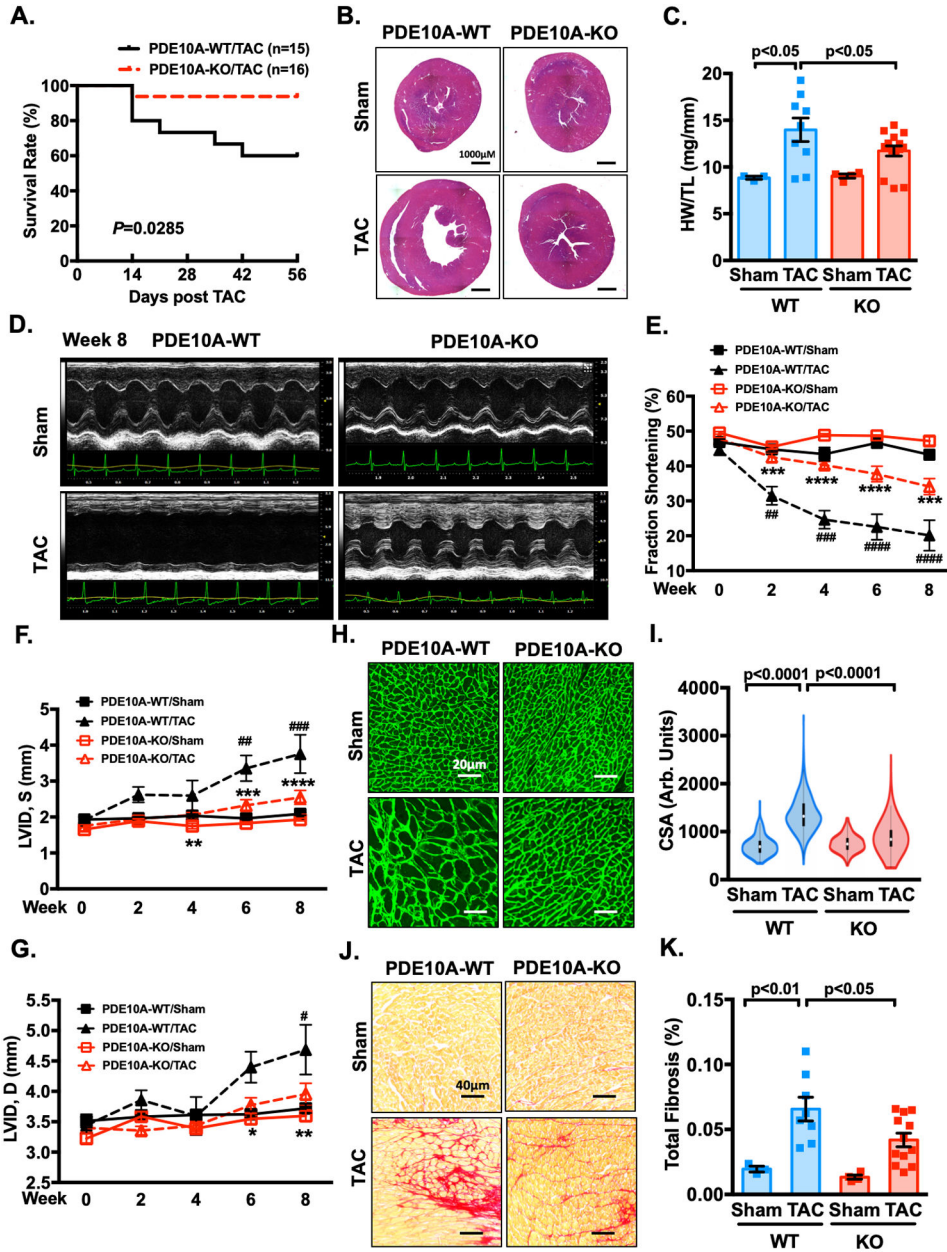 A.
PDE10A-WT/TAC (n=15)
PDE10A-KO/TAC (n=16)
Survival Rate (%)
100
80
60
40
20
0
P=0.0285
0 14 28 42 56
Days post TAC
B.
PDE10A-WT PDE10A-KO
Sham
1000µM
TAC
C.
p<0.05 p<0.05
HW/TL (mg/mm)
20
15
10
5
0
Sham TAC Sham TAC
WT KO
D.
Week 8 PDE10A-WT PDE10A-KO
Sham
TAC
E.
PDE10A-WT/Sham
PDE10A-WT/TAC
PDE10A-KO/Sham
PDE10A-KO/TAC
Fraction Shortening (%)
60
50
40
30
20
10
*** **** **** ***
## ### #### ####
Week 0 2 4 6 8
F.
PDE10A-WT/Sham
PDE10A-WT/TAC
PDE10A-KO/Sham
PDE10A-KO/TAC
LVID, S (mm)
5
4
3
2
1
0
## ###
*** ****
**
Week 0 2 4 6 8
H.
PDE10A-WT PDE10A-KO
Sham
20µm
TAC
I.
p<0.0001 p<0.0001
CSA (Arb. Units)
4000
3000
2000
1000
0
Sham TAC Sham TAC
WT KO
G.
PDE10A-WT/Sham
PDE10A-WT/TAC
PDE10A-KO/Sham
PDE10A-KO/TAC
LVID, D (mm)
5.5
5.0
4.5
4.0
3.5
3.0
2.5
#
* **
Week 0 2 4 6 8
J.
PDE10A-WT PDE10A-KO
Sham
40µm
TAC
K.
p<0.01 p<0.05
Total Fibrosis (%)
0.15
0.10
0.05
0.00
Sham TAC Sham TAC
WT KO